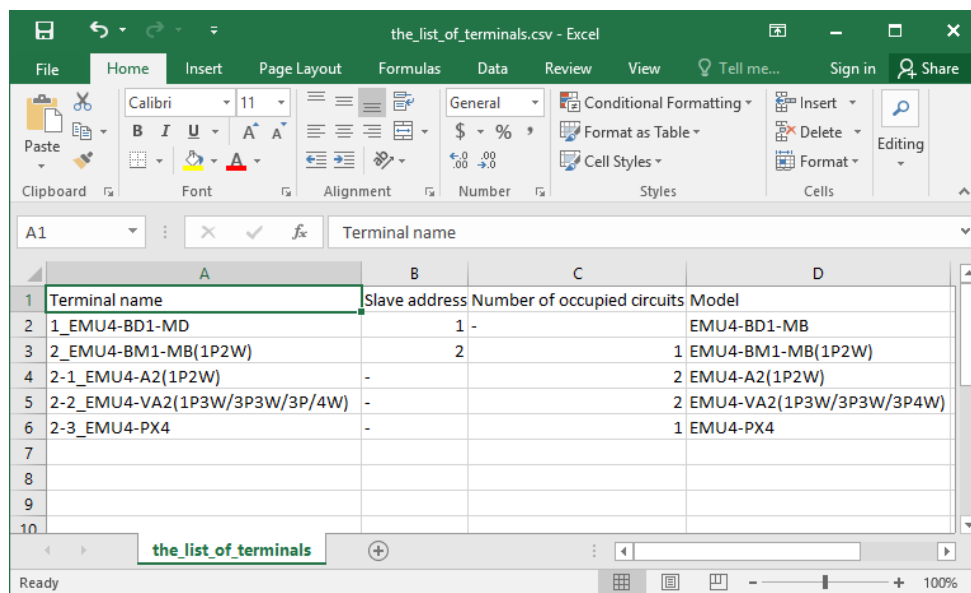 the_list_of_terminals.csv - Excel
File Home Insert Page Layout Formulas Data Review View Tell me... Sign in Share
Calibri 11 General Conditional Formatting Insert
Paste B I U A A $ % , Format as Table Delete Editing
A Cell Styles Format
Clipboard Font Alignment Number Styles Cells
A1 fx Terminal name
A B C D
1 Terminal name Slave address Number of occupied circuits Model
2 1_EMU4-BD1-MD 1 - EMU4-BD1-MB
3 2_EMU4-BM1-MB(1P2W) 2 1 EMU4-BM1-MB(1P2W)
4 2-1_EMU4-A2(1P2W) - 2 EMU4-A2(1P2W)
5 2-2_EMU4-VA2(1P3W/3P3W/3P/4W) - 2 EMU4-VA2(1P3W/3P3W/3P4W)
6 2-3_EMU4-PX4 - 1 EMU4-PX4
7
8
9
10
the_list_of_terminals
Ready 100%